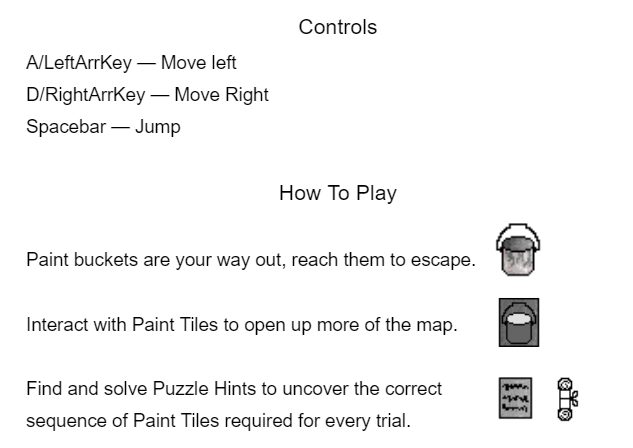 Controls
A/LeftArrKey — Move left
D/RightArrKey — Move Right
Spacebar — Jump
How To Play
Paint buckets are your way out, reach them to escape.
Interact with Paint Tiles to open up more of the map.
Find and solve Puzzle Hints to uncover the correct
sequence of Paint Tiles required for every trial.